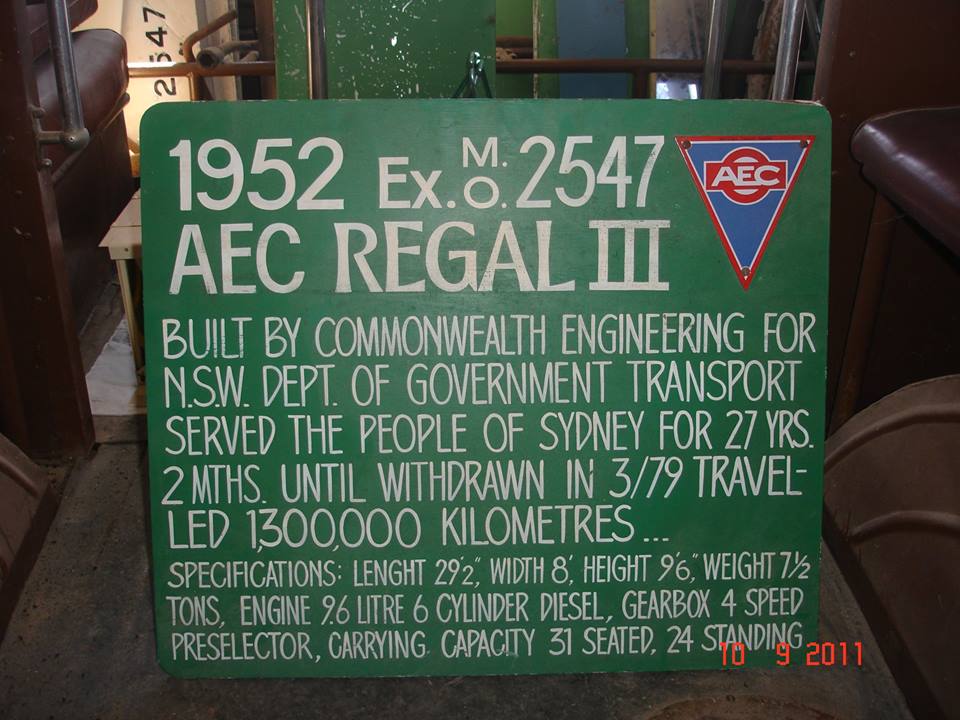 2547
1952 Ex. M.O. 2547
AEC
AEC REGAL III
BUILT BY COMMONWEALTH ENGINEERING FOR
N.S.W. DEPT. OF GOVERNMENT TRANSPORT
SERVED THE PEOPLE OF SYDNEY FOR 27 YRS.
2 MTHS. UNTIL WITHDRAWN IN 3/79 TRAVEL-
LED 1,300,000 KILOMETRES...
SPECIFICATIONS: LENGHT 29'2", WIDTH 8', HEIGHT 9'6", WEIGHT 7½
TONS, ENGINE 9.6 LITRE 6 CYLINDER DIESEL, GEARBOX 4 SPEED
PRESELECTOR, CARRYING CAPACITY 31 SEATED, 24 STANDING
10 9 2011